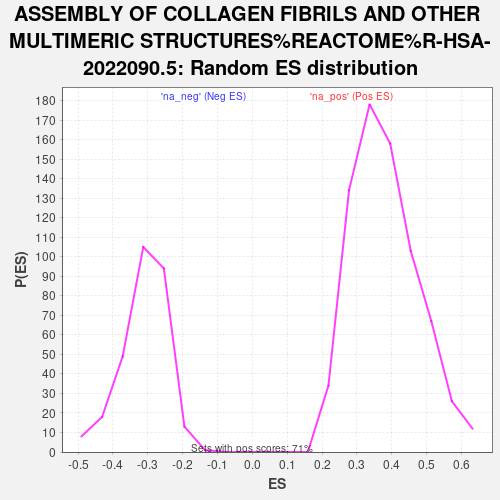 ASSEMBLY OF COLLAGEN FIBRILS AND OTHER
MULTIMERIC STRUCTURES%REACTOME%R-HSA-
2022090.5: Random ES distribution
'na_neg' (Neg ES) 'na_pos' (Pos ES)
180
170
160
150
140
130
120
110
100
90
80
70
60
50
40
30
20
10
0
P(ES)
Sets with pos scores: 71%
-0.5 -0.4 -0.3 -0.2 -0.1 0.0 0.1 0.2 0.3 0.4 0.5 0.6
ES